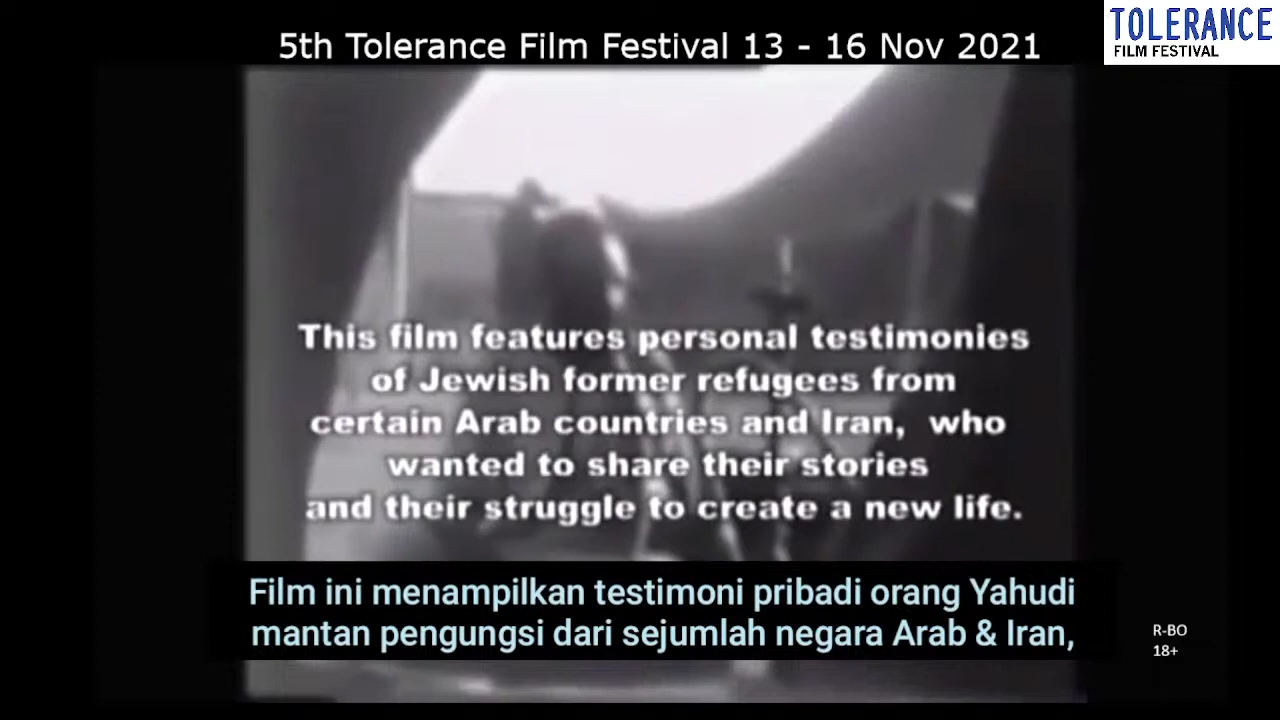 5th Tolerance Film Festival 13 - 16 Nov 2021
TOLERANCE
FILM FESTIVAL
This film features personal testimonies
of Jewish former refugees from
certain Arab countries and Iran, who
wanted to share their stories
and their struggle to create a new life.
Film ini menampilkan testimoni pribadi orang Yahudi
mantan pengungsi dari sejumlah negara Arab & Iran,
R-BO
18+